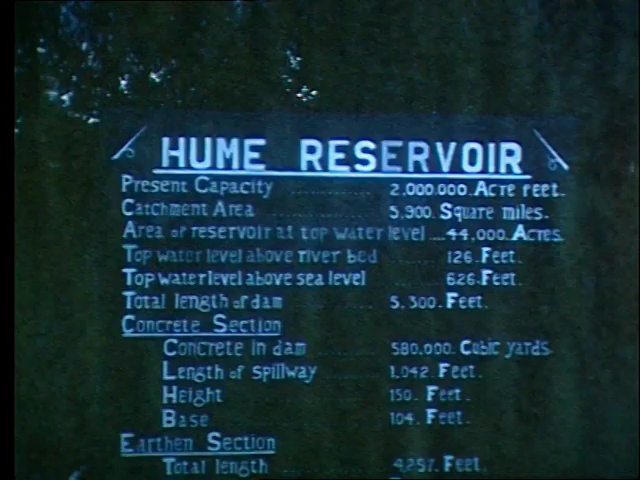 HUME RESERVOIR
Present Capacity ............ 2,000,000. Acre feet.
Catchment Area ............ 5,900. Square miles.
Area of reservoir at top water level .... 44,000. Acres.
Top water level above river bed ...... 126. Feet.
Top water level above sea level ...... 626. Feet.
Total length of dam ............ 5,300. Feet.
Concrete Section
Concrete in dam ........ 580,000. Cubic yards.
Length of spillway ........ 1,042. Feet.
Height ........ 150. Feet.
Base ........ 104. Feet.
Earthen Section
Total length ............ 4,257. Feet.